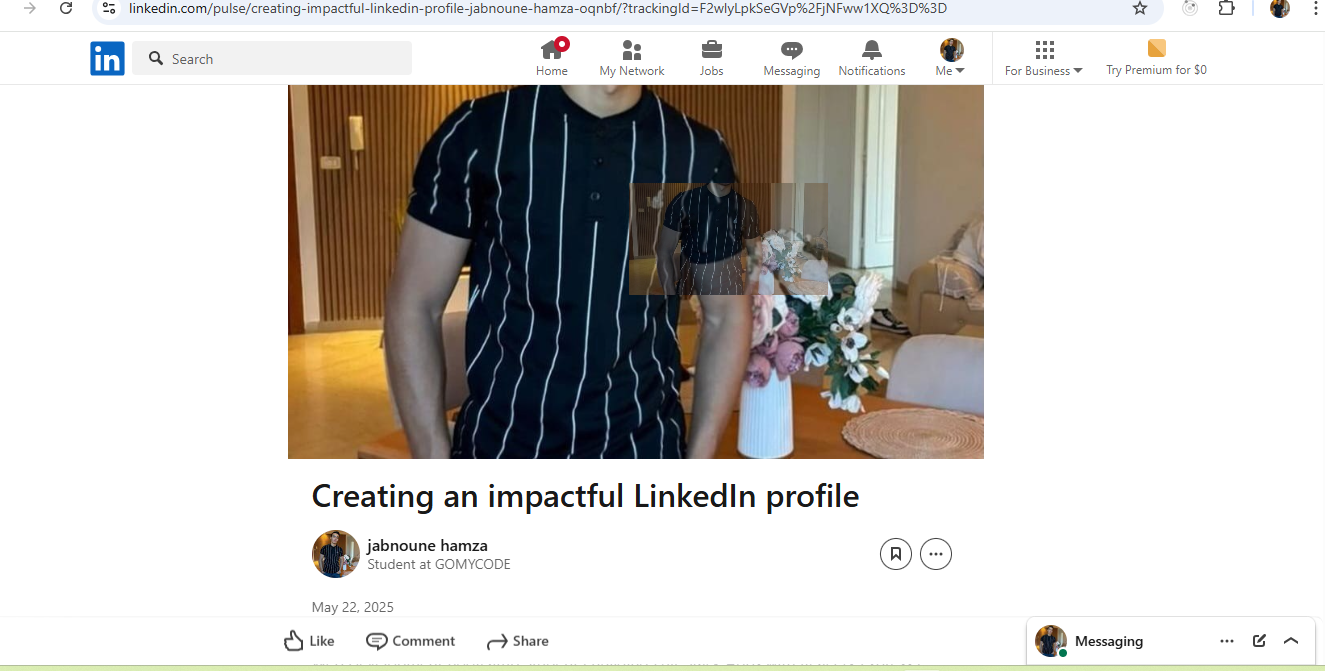 linkedin.com/pulse/creating-impactful-linkedin-profile-jabnoune-hamza-oqnbf/?trackingId=F2wlyLpkSeGVp%2FjNFww1XQ%3D%3D
in
Search
Home
My Network
Jobs
Messaging
Notifications
Me
For Business
Try Premium for $0
Creating an impactful LinkedIn profile
jabnoune hamza
Student at GOMYCODE
May 22, 2025
Like
Comment
Share
Messaging